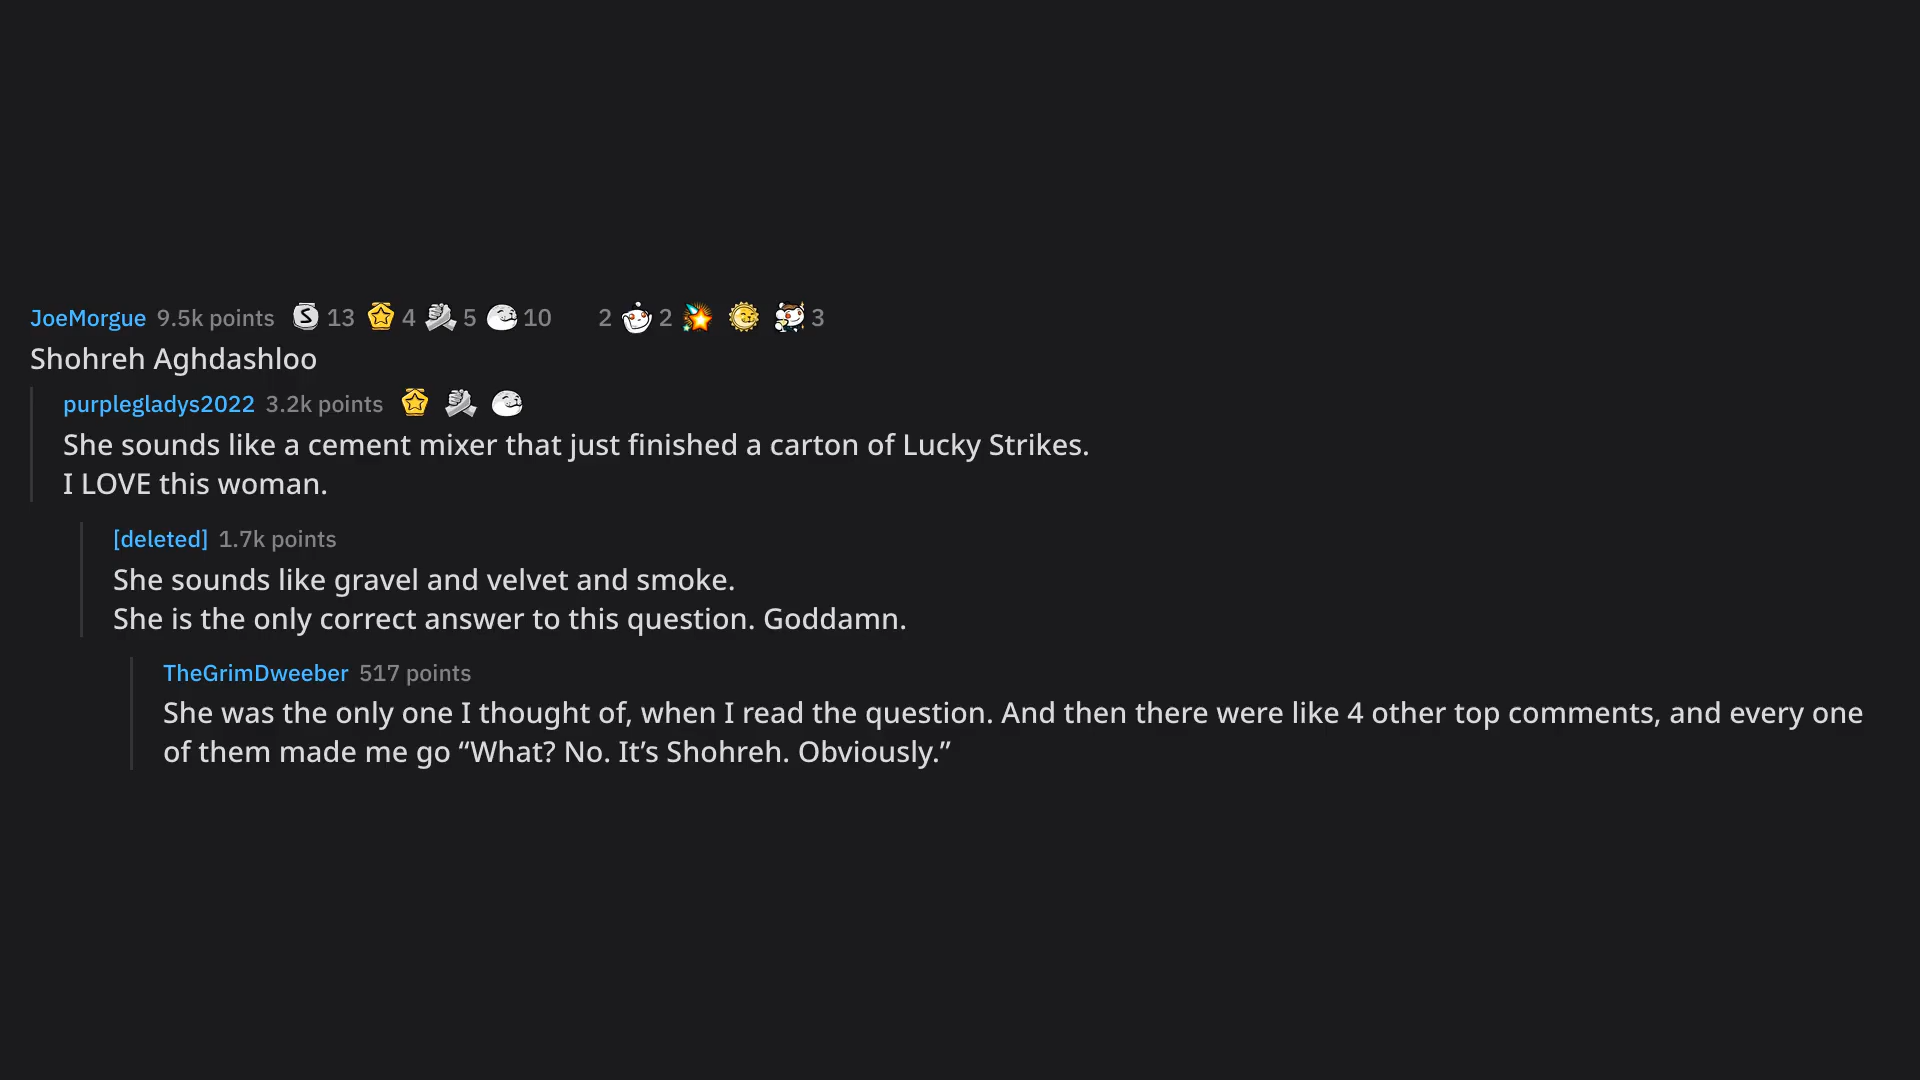 JoeMorgue 9.5k points 13 4 5 10 2 2 3
Shohreh Aghdashloo
purplegladys2022 3.2k points
She sounds like a cement mixer that just finished a carton of Lucky Strikes.
I LOVE this woman.
[deleted] 1.7k points
She sounds like gravel and velvet and smoke.
She is the only correct answer to this question. Goddamn.
TheGrimDweeber 517 points
She was the only one I thought of, when I read the question. And then there were like 4 other top comments, and every one
of them made me go “What? No. It’s Shohreh. Obviously.”